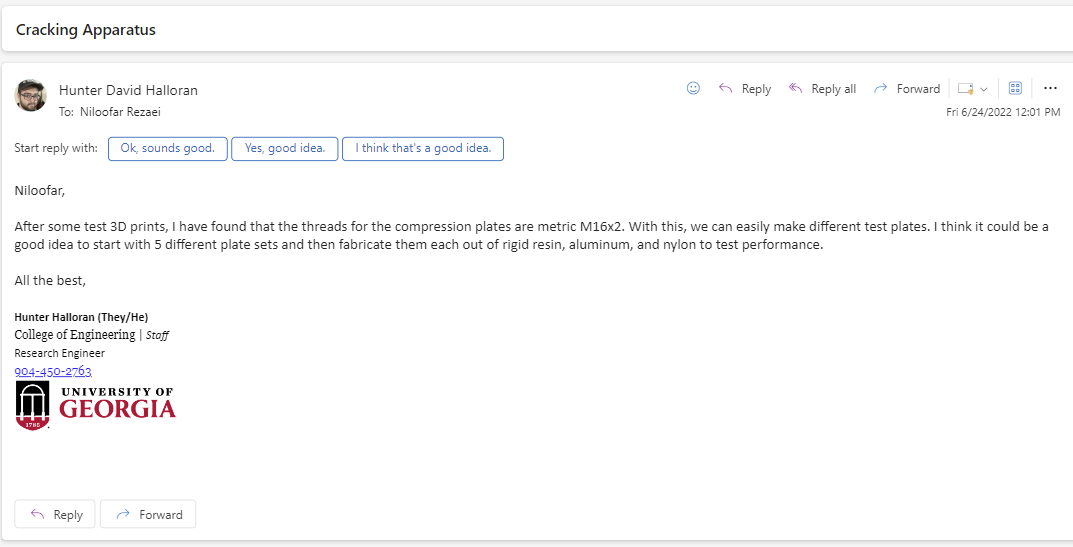 Cracking Apparatus
Hunter David Halloran
Reply
Reply all
Forward
To: Niloofar Rezaei
Fri 6/24/2022 12:01 PM
Start reply with:
Ok, sounds good.
Yes, good idea.
I think that's a good idea.
Niloofar,
After some test 3D prints, I have found that the threads for the compression plates are metric M16x2. With this, we can easily make different test plates. I think it could be a
good idea to start with 5 different plate sets and then fabricate them each out of rigid resin, aluminum, and nylon to test performance.
All the best,
Hunter Halloran (They/He)
College of Engineering | Staff
Research Engineer
904-450-2763
UNIVERSITY OF
GEORGIA
1785
Reply
Forward